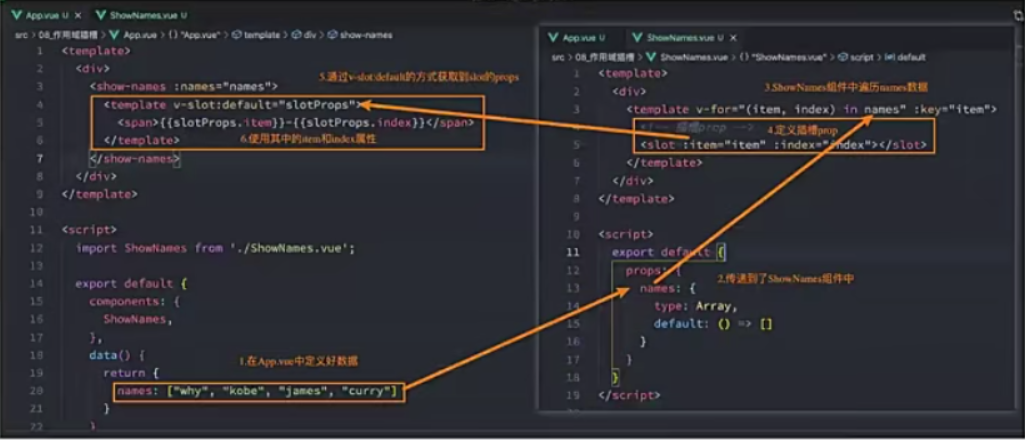 App.vue U ShowNames.vue U
src > 08_作用域插槽 > App.vue > {} "App.vue" > template > div > show-names
1 <template>
2 <div>
5.通过v-slot:default的方式获取到slot的props
3 <show-names :names="names">
4 <template v-slot:default="slotProps">
5 <span>{{slotProps.item}}-{{slotProps.index}}</span>
6 </template>
6.使用其中的item和index属性
7 </show-names>
8 </div>
9 </template>
10
11 <script>
12 import ShowNames from './ShowNames.vue';
13
14 export default {
15 components: {
16 ShowNames,
17 },
18 data() {
1.在App.vue中定义好数据
19 return {
20 names: ["why", "kobe", "james", "curry"]
21 }
22 }
App.vue U ShowNames.vue U ×
src > 08_作用域插槽 > ShowNames.vue > {} "ShowNames.vue" > script > default
1 <template>
3.ShowNames组件中遍历names数据
2 <div>
3 <template v-for="(item, index) in names" :key="item">
4 <!-- 插槽prop -->
4.定义插槽prop
5 <slot :item="item" :index="index"></slot>
6 </template>
7 </div>
8 </template>
9
10 <script>
11 export default {
12 props: {
2.传递到了ShowNames组件中
13 names: {
14 type: Array,
15 default: () => []
16 }
17 }
18 }
19 </script>